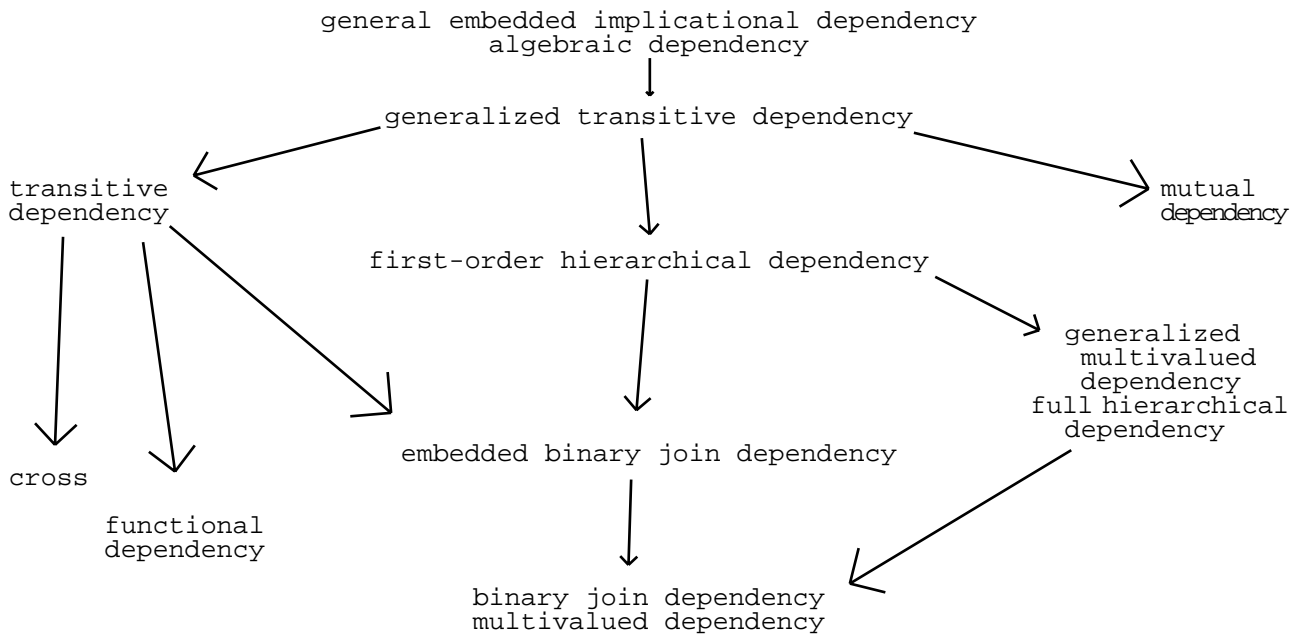 general embedded implicational dependency
algebraic dependency
generalized transitive dependency
transitive
dependency
mutual
dependency
first-order hierarchical dependency
generalized
multivalued
dependency
full hierarchical
dependency
embedded binary join dependency
cross
functional
dependency
binary join dependency
multivalued dependency